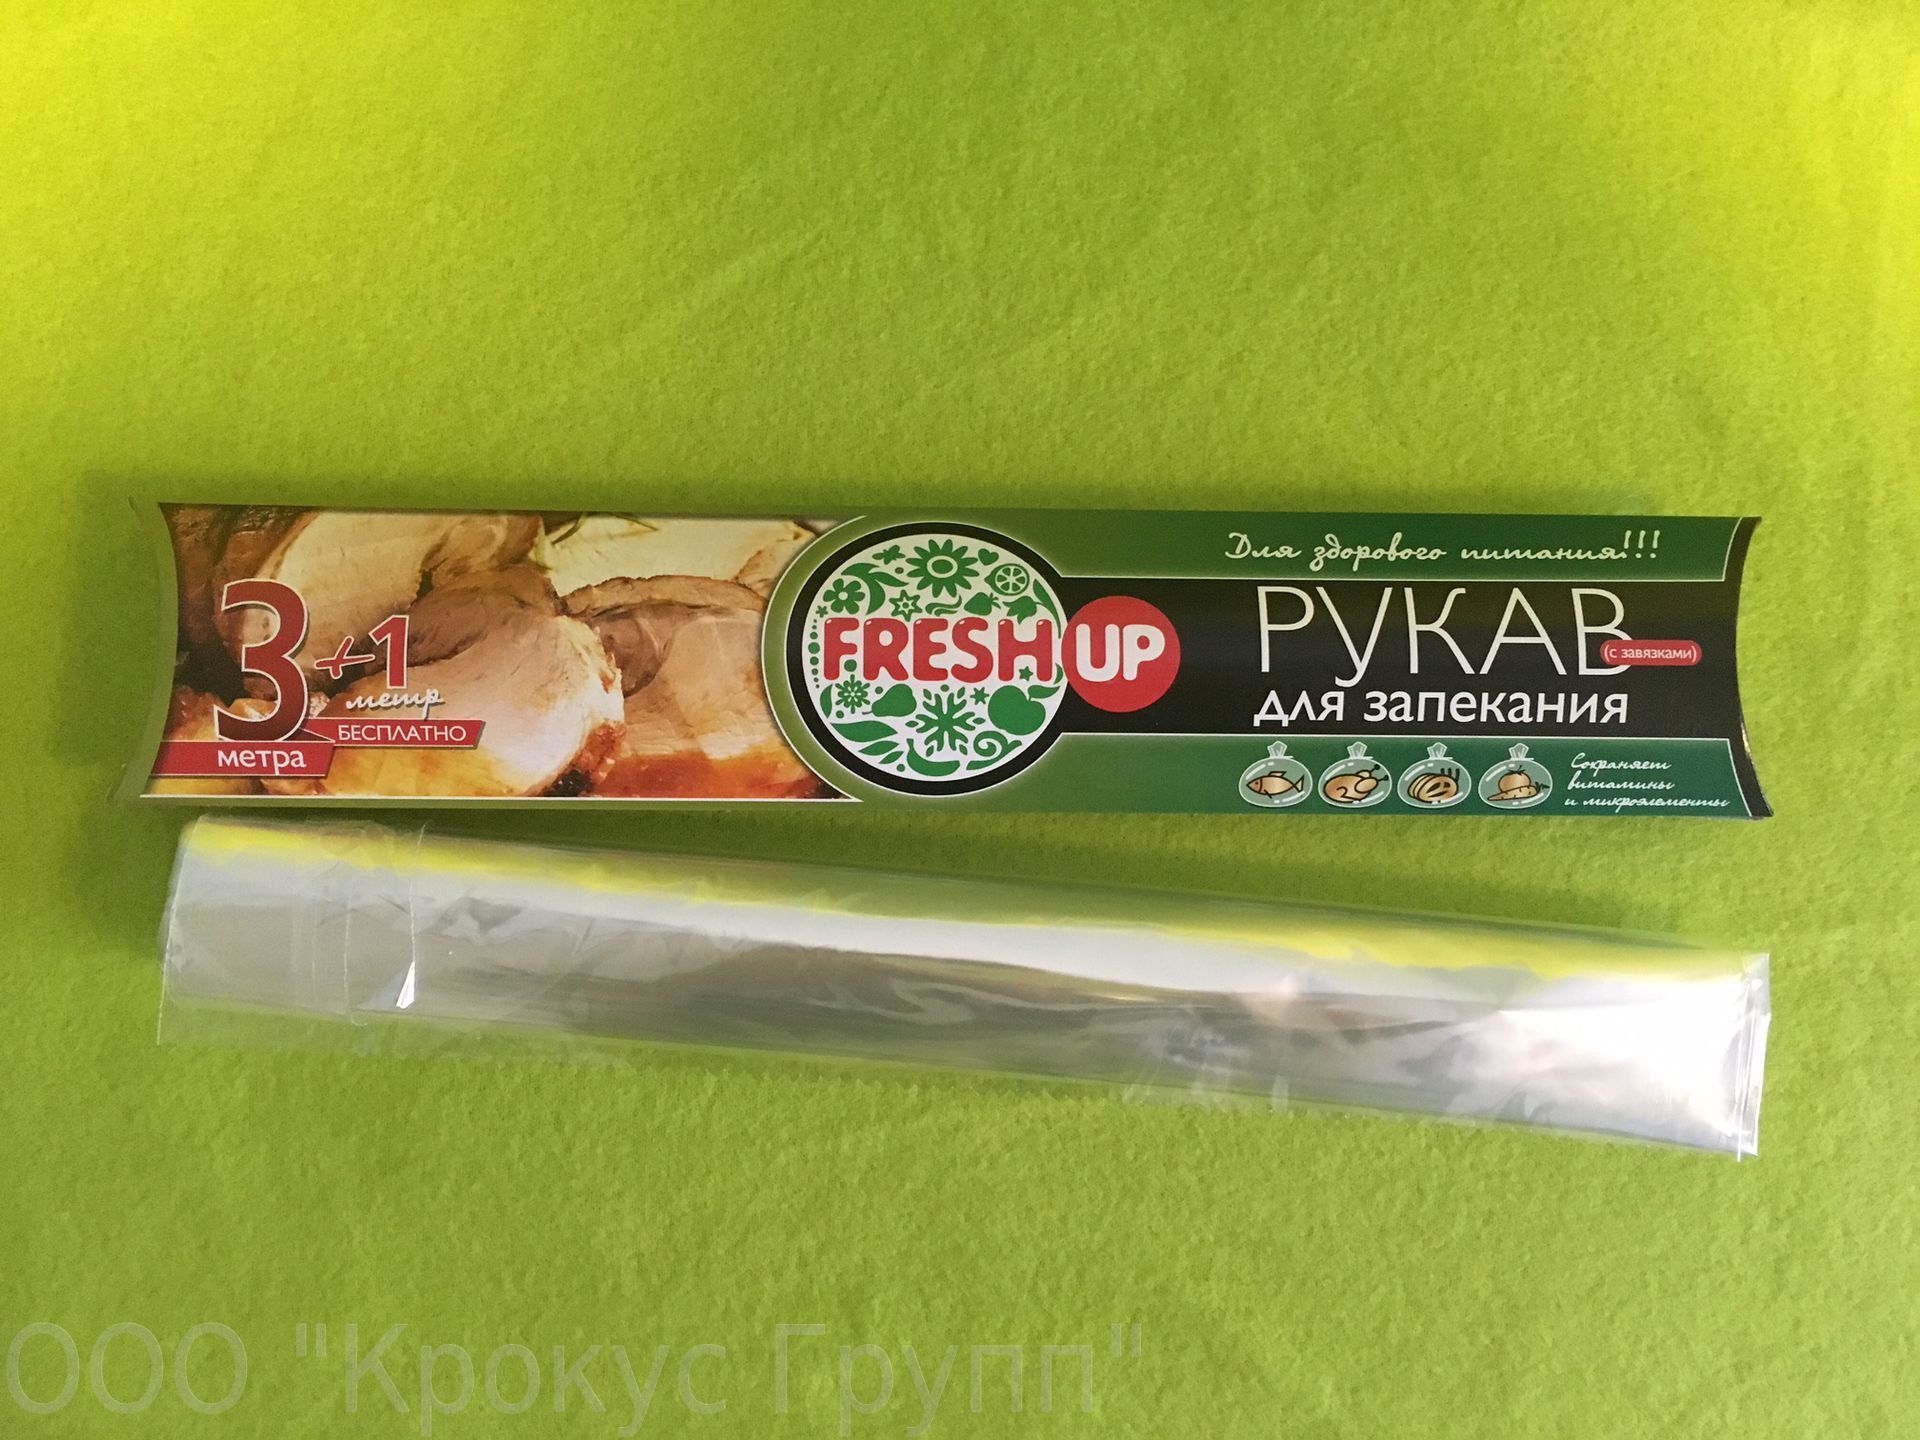 Для здорового питания!!!
3 +1
метр
БЕСПЛАТНО
метра
FRESH UP
РУКАВ
(с завязками)
для запекания
Сохраняет
витамины
и микроэлементы
ООО "Крокус Групп"